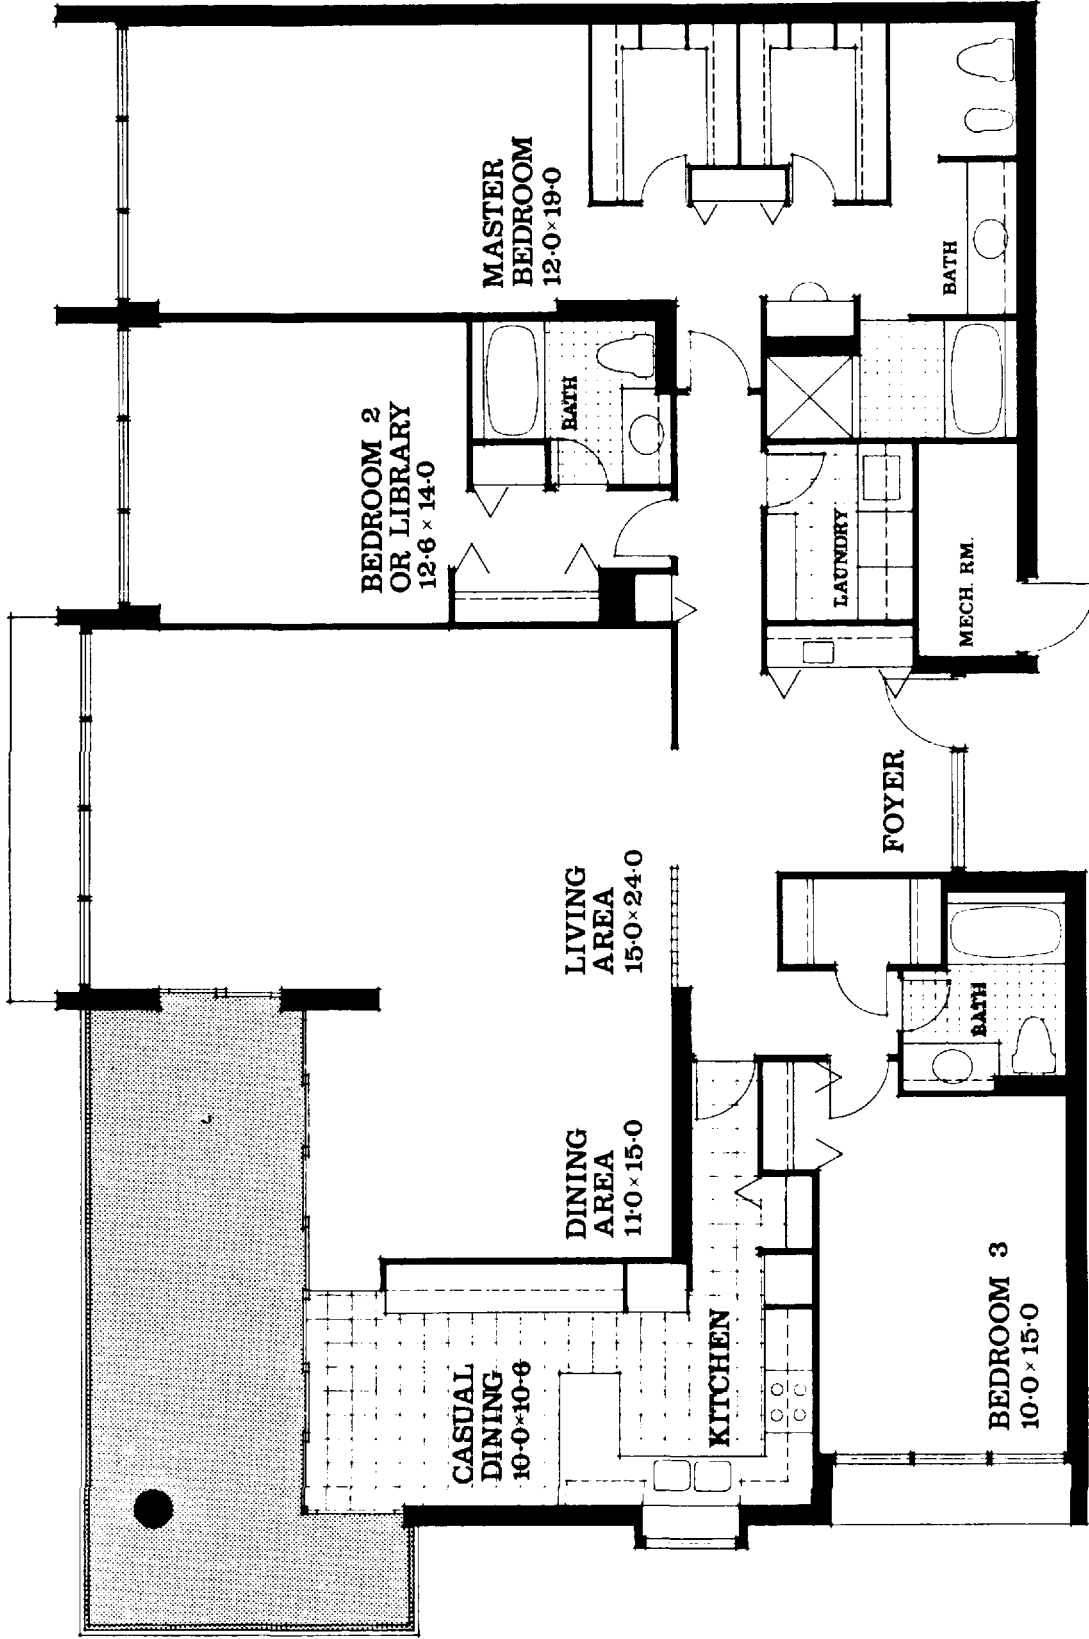 MASTER
BEDROOM
12·0×19·0
BATH
BEDROOM 2
OR LIBRARY
12·6×14·0
BATH
LAUNDRY
MECH. RM.
LIVING
AREA
15·0×24·0
FOYER
DINING
AREA
11·0×15·0
BATH
CASUAL
DINING
10·0×10·6
KITCHEN
BEDROOM 3
10·0×15·0